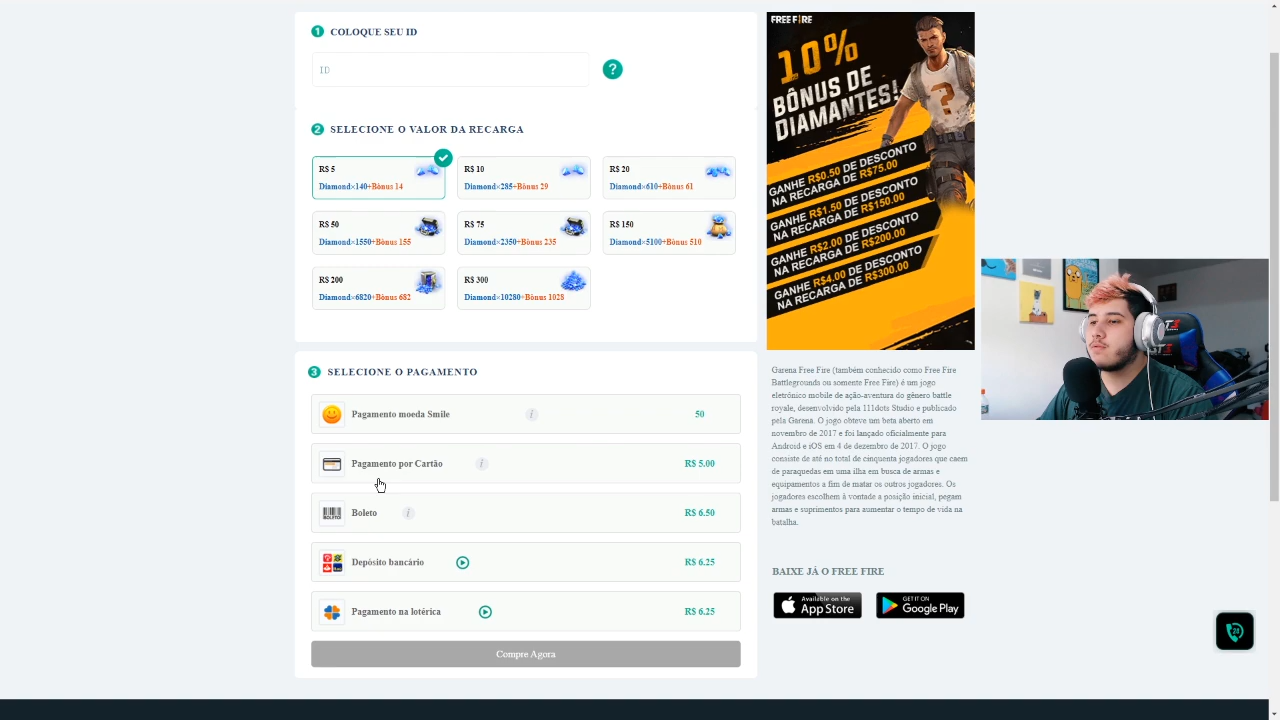 1 COLOQUE SEU ID
ID
?
2 SELECIONE O VALOR DA RECARGA
R$ 5
Diamond×140+Bônus 14
R$ 10
Diamond×285+Bônus 29
R$ 20
Diamond×610+Bônus 61
R$ 50
Diamond×1550+Bônus 155
R$ 75
Diamond×2350+Bônus 235
R$ 150
Diamond×5100+Bônus 510
R$ 200
Diamond×6820+Bônus 682
R$ 300
Diamond×10280+Bônus 1028
3 SELECIONE O PAGAMENTO
Pagamento moeda Smile i 50
Pagamento por Cartão i R$ 5.00
BOLETO Boleto i R$ 6.50
Depósito bancário R$ 6.25
Pagamento na lotérica R$ 6.25
Compre Agora
FREE FIRE
10%
BÔNUS DE
DIAMANTES!
GANHE R$0.50 DE DESCONTO
NA RECARGA DE R$75.00
GANHE R$1,50 DE DESCONTO
NA RECARGA DE R$150.00
GANHE R$2.00 DE DESCONTO
NA RECARGA DE R$200.00
GANHE R$4.00 DE DESCONTO
NA RECARGA DE R$300.00
Garena Free Fire (também conhecido como Free Fire
Battlegrounds ou somente Free Fire) é um jogo
eletrônico mobile de ação-aventura do gênero battle
royale, desenvolvido pela 111dots Studio e publicado
pela Garena. O jogo obteve um beta aberto em
novembro de 2017 e foi lançado oficialmente para
Android e iOS em 4 de dezembro de 2017. O jogo
consiste de até no total de cinquenta jogadores que caem
de paraquedas em uma ilha em busca de armas e
equipamentos a fim de matar os outros jogadores. Os
jogadores escolhem à vontade a posição inicial, pegam
armas e suprimentos para aumentar o tempo de vida na
batalha.
BAIXE JÁ O FREE FIRE
Available on the
App Store
GET IT ON
Google Play